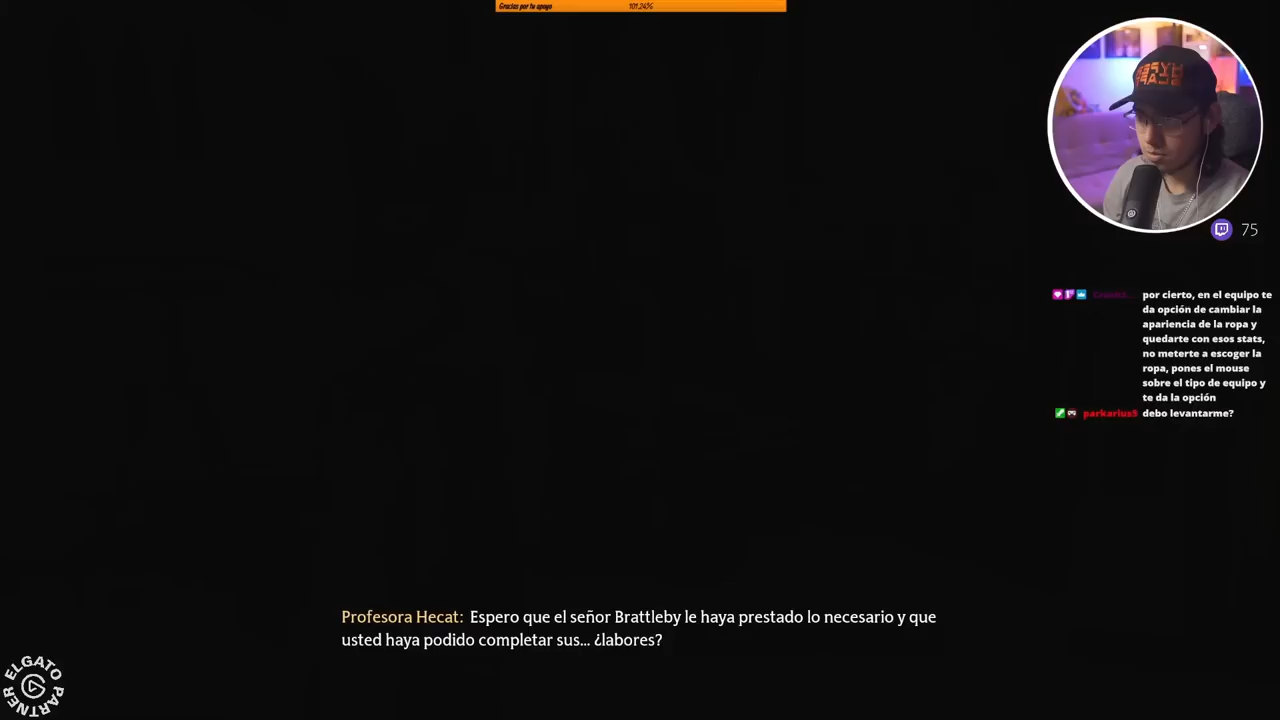 Gracias por tu apoyo
101.24%
75
por cierto, en el equipo te
da opción de cambiar la
apariencia de la ropa y
quedarte con esos stats,
no meterte a escoger la
ropa, pones el mouse
sobre el tipo de equipo y
te da la opción
parkarius9 debo levantarme?
Profesora Hecat: Espero que el señor Brattleby le haya prestado lo necesario y que
usted haya podido completar sus... ¿labores?
ELGATO PARTNER